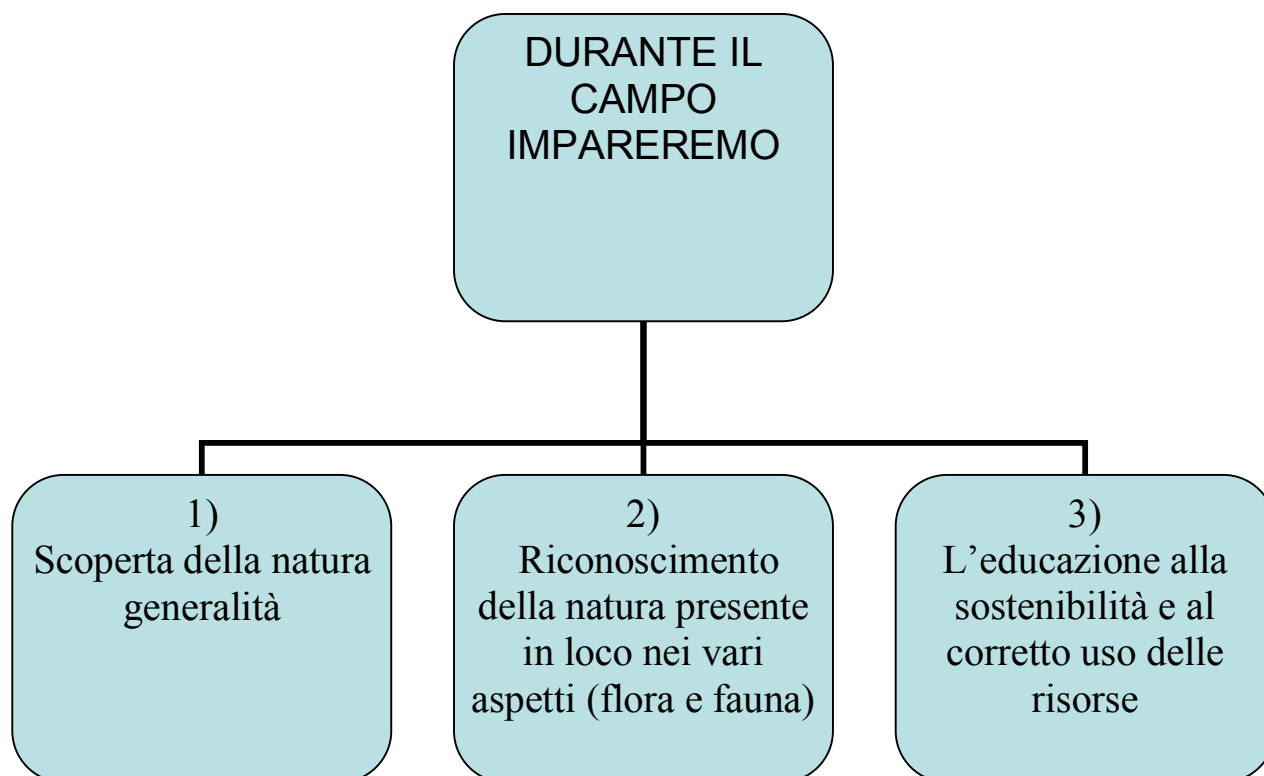 DURANTE IL
CAMPO
IMPAREREMO
1)
Scoperta della natura
generalità
2)
Riconoscimento
della natura presente
in loco nei vari
aspetti (flora e fauna)
3)
L’educazione alla
sostenibilità e al
corretto uso delle
risorse